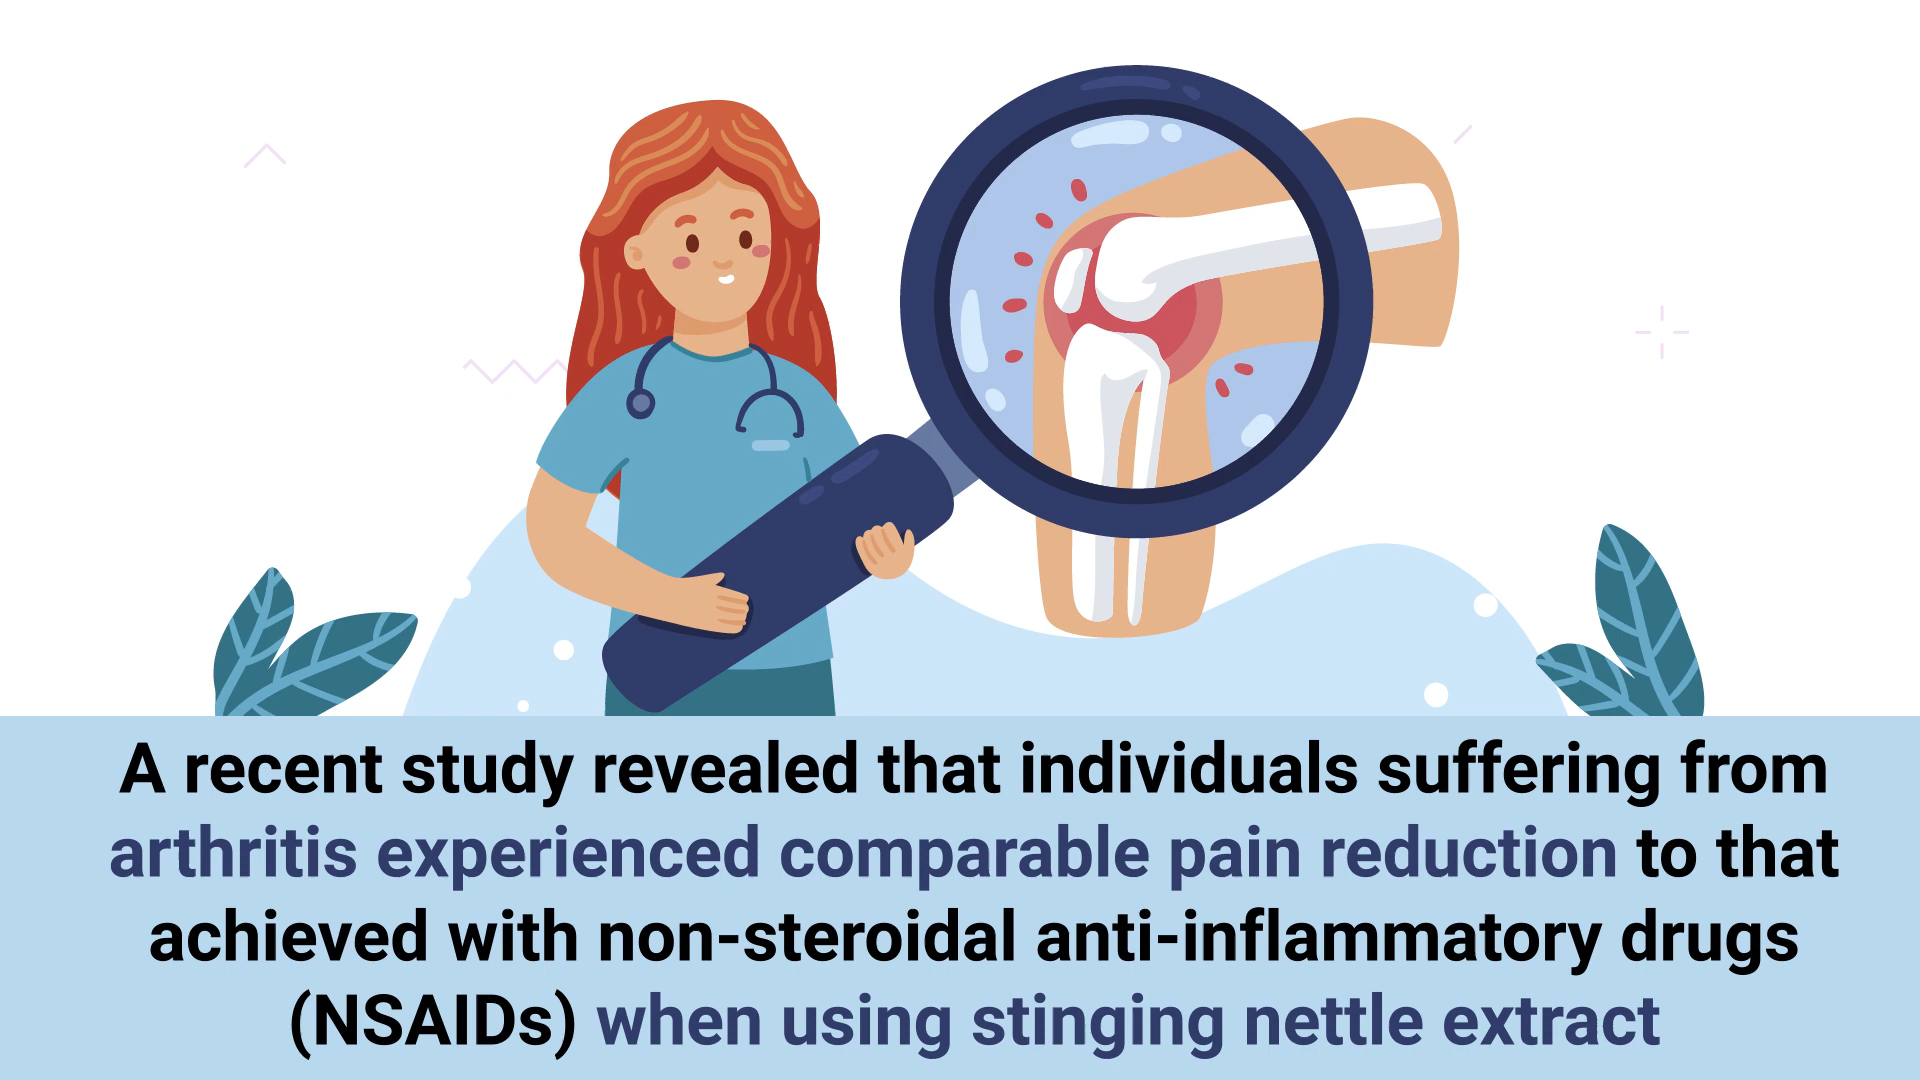 A recent study revealed that individuals suffering from
arthritis experienced comparable pain reduction to that
achieved with non-steroidal anti-inflammatory drugs
(NSAIDs) when using stinging nettle extract